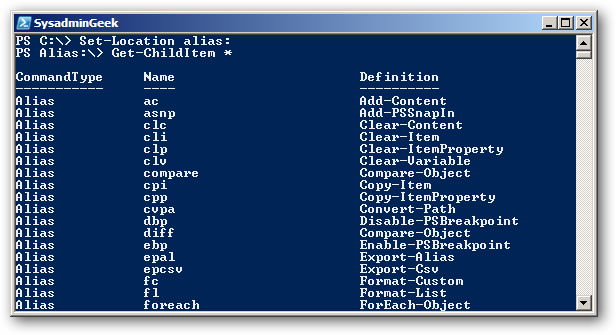 SysadminGeek
PS C:\> Set-Location alias:
PS Alias:\> Get-ChildItem *
CommandType Name Definition
----------- ---- ----------
Alias ac Add-Content
Alias asnp Add-PSSnapIn
Alias clc Clear-Content
Alias cli Clear-Item
Alias clp Clear-ItemProperty
Alias clv Clear-Variable
Alias compare Compare-Object
Alias cpi Copy-Item
Alias cpp Copy-ItemProperty
Alias cvpa Convert-Path
Alias dbp Disable-PSBreakpoint
Alias diff Compare-Object
Alias ebp Enable-PSBreakpoint
Alias epal Export-Alias
Alias epcsv Export-Csv
Alias fc Format-Custom
Alias fl Format-List
Alias foreach ForEach-Object